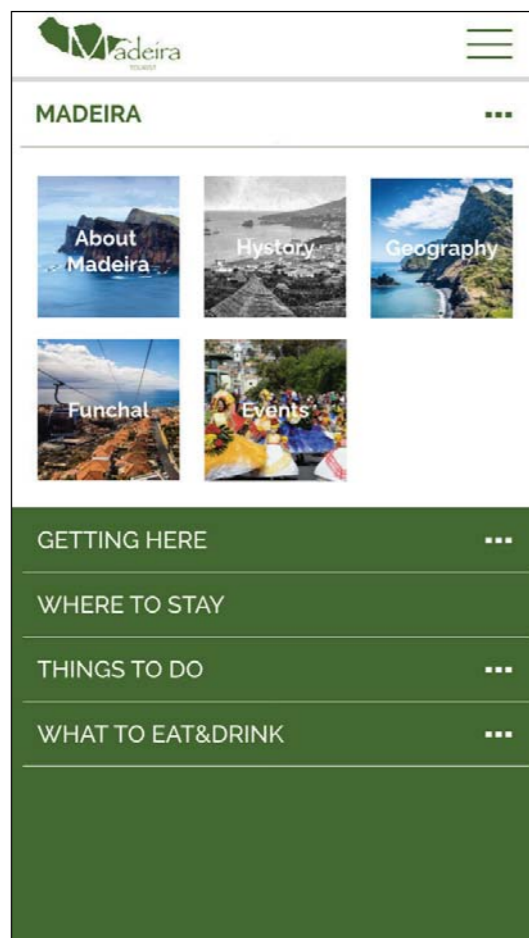 Madeira
TOURIST
MADEIRA
About
Madeira
Hystory
Geography
Funchal
Events
GETTING HERE
WHERE TO STAY
THINGS TO DO
WHAT TO EAT&DRINK